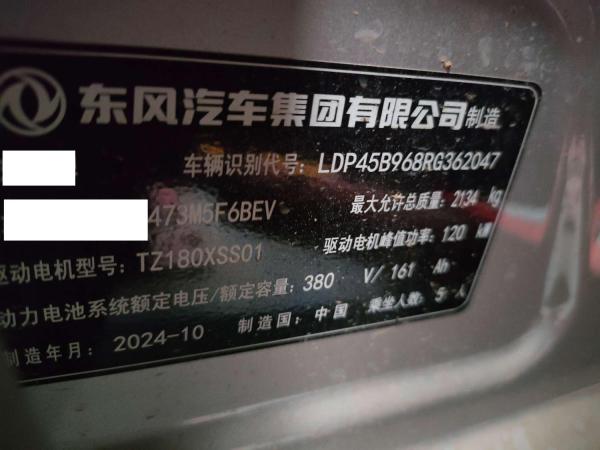 东风汽车集团有限公司制造
车辆识别代号：LDP45B968RG362047
473M5F6BEV 最大允许总质量：2134 kg
驱动电机型号：TZ180XSS01 驱动电机峰值功率：120 kW
动力电池系统额定电压/额定容量：380 V/ 161 Ah
制造年月：2024-10 制造国：中国 乘坐人数：5 人